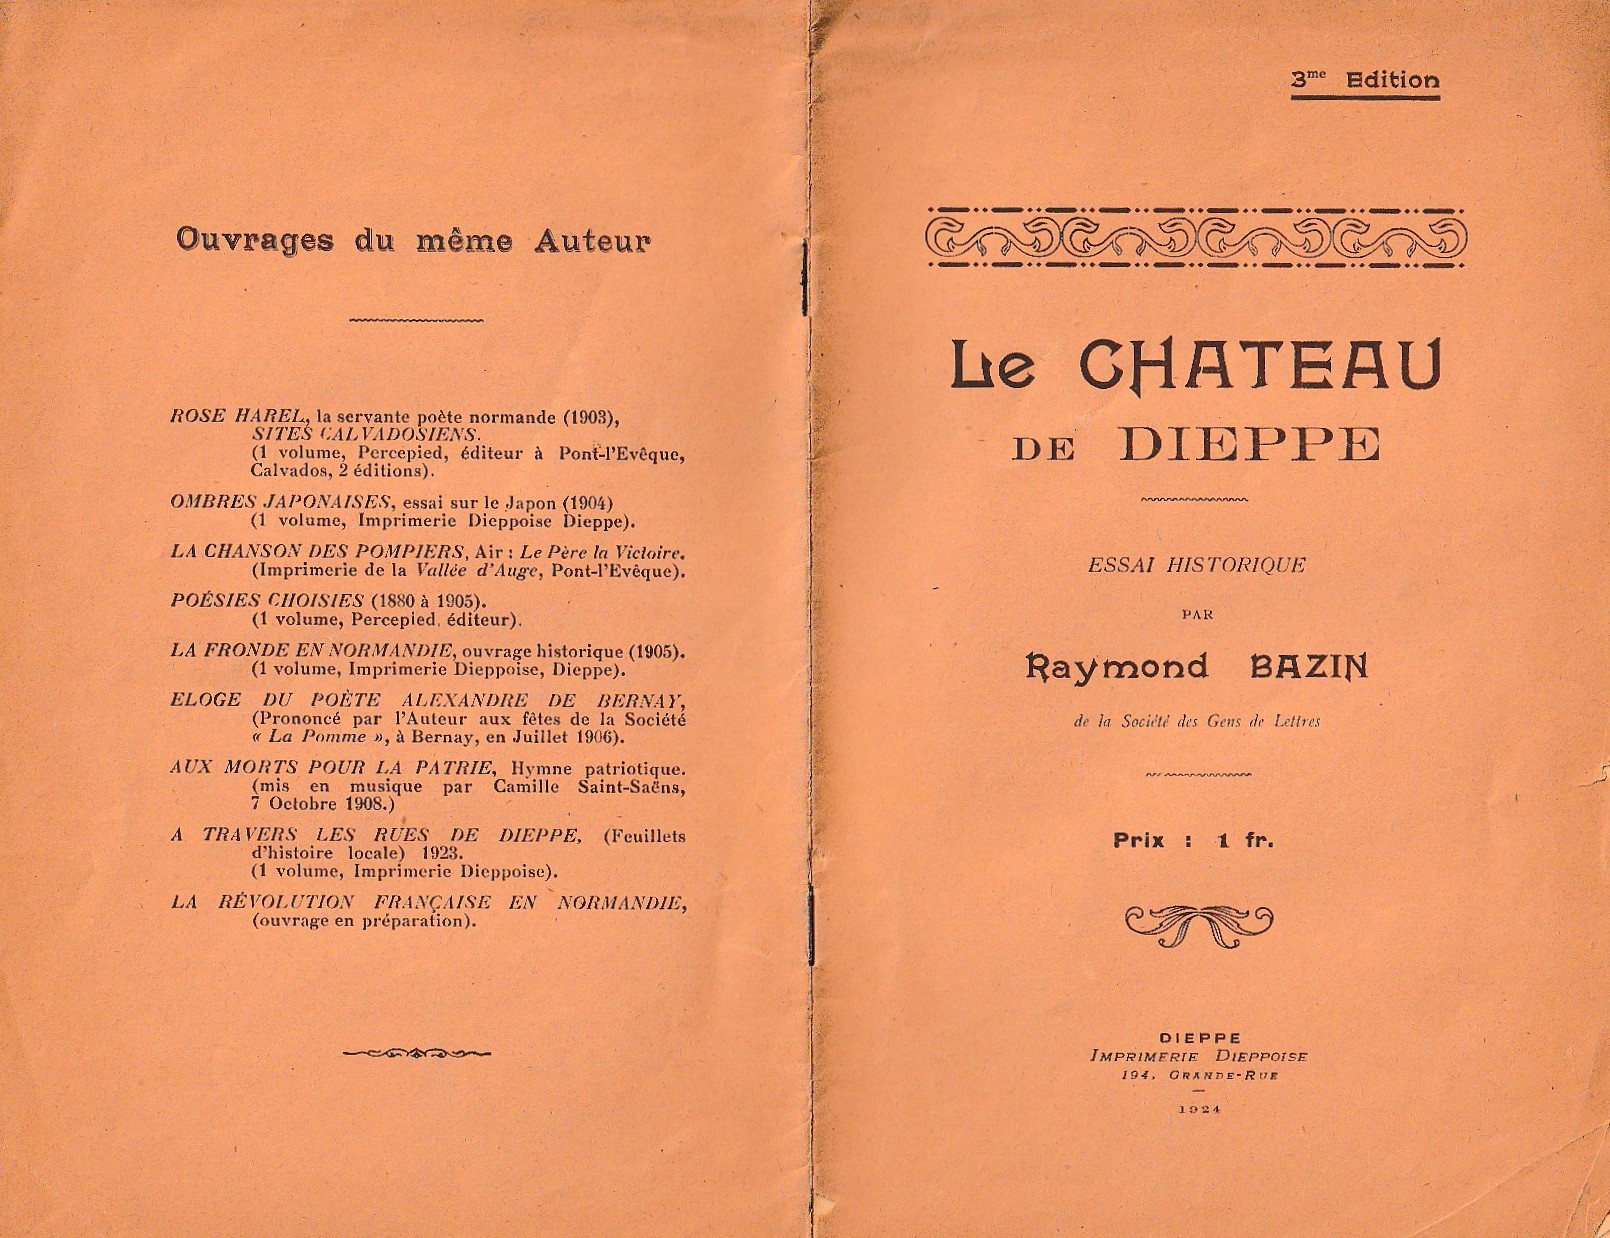 Ouvrages du même Auteur
ROSE HAREL, la servante poète normande (1903),
SITES CALVADOSIENS.
(1 volume, Percepied, éditeur à Pont-l'Evêque,
Calvados, 2 éditions).
OMBRES JAPONAISES, essai sur le Japon (1904)
(1 volume, Imprimerie Dieppoise Dieppe).
LA CHANSON DES POMPIERS, Air : Le Père la Victoire.
(Imprimerie de la Vallée d'Auge, Pont-l'Evêque).
POÉSIES CHOISIES (1880 à 1905).
(1 volume, Percepied, éditeur).
LA FRONDE EN NORMANDIE, ouvrage historique (1905).
(1 volume, Imprimerie Dieppoise, Dieppe).
ELOGE DU POÈTE ALEXANDRE DE BERNAY,
(Prononcé par l'Auteur aux fêtes de la Société
« La Pomme », à Bernay, en Juillet 1906).
AUX MORTS POUR LA PATRIE, Hymne patriotique.
(mis en musique par Camille Saint-Saëns,
7 Octobre 1908.)
A TRAVERS LES RUES DE DIEPPE, (Feuillets
d'histoire locale) 1923.
(1 volume, Imprimerie Dieppoise).
LA RÉVOLUTION FRANÇAISE EN NORMANDIE,
(ouvrage en préparation).
3me Edition
Le CHATEAU
DE DIEPPE
ESSAI HISTORIQUE
PAR
Raymond BAZIN
de la Société des Gens de Lettres
Prix : 1 fr.
DIEPPE
IMPRIMERIE DIEPPOISE
194, GRANDE-RUE
1924